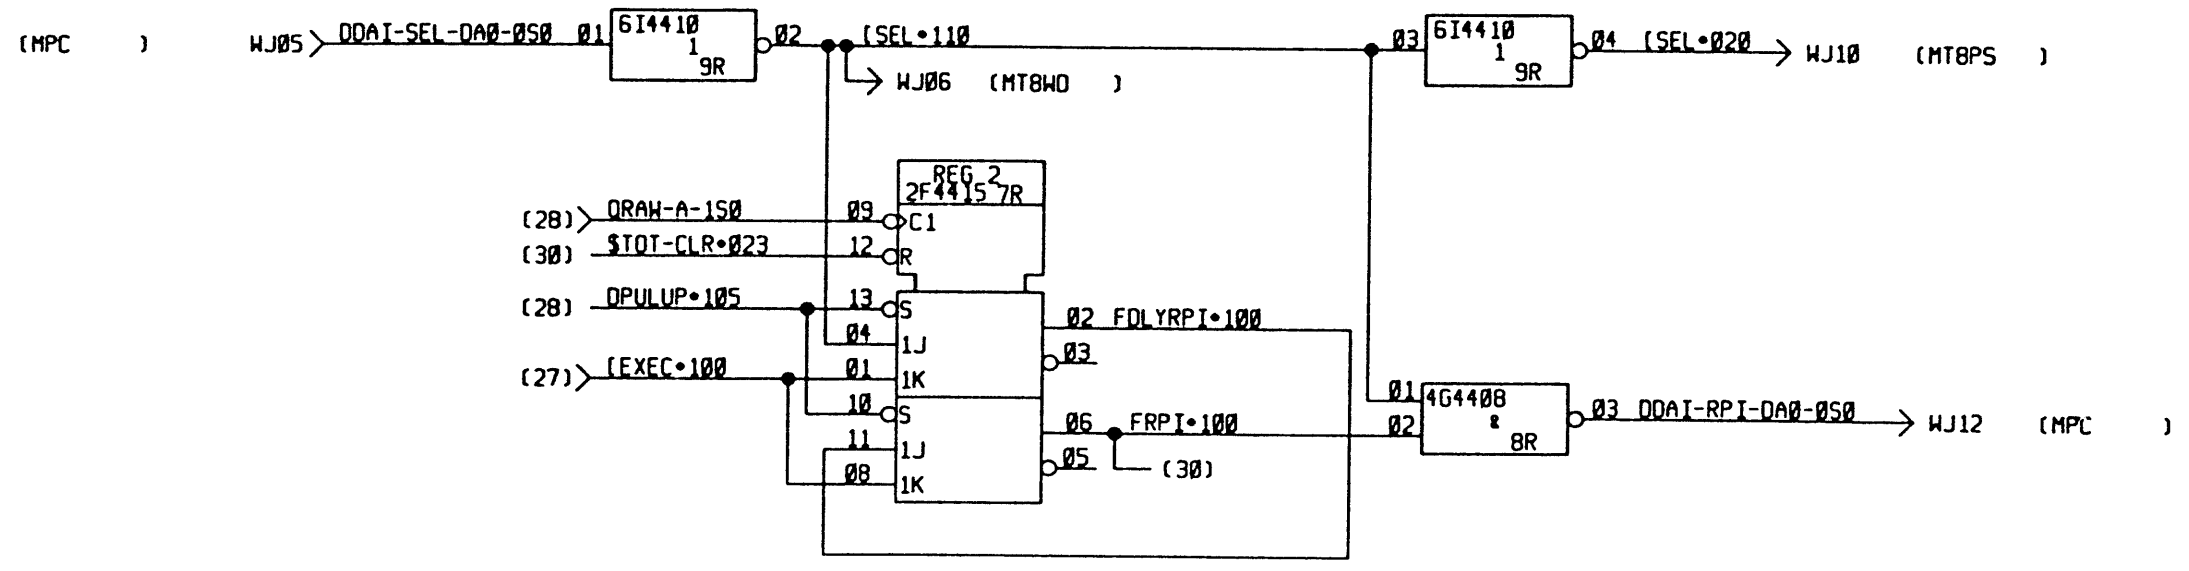 [MPC ] WJ05 DDAI-SEL-DA0-0S0 01 6I4410 1 9R 02 [SEL•110 03 6I4410 1 9R 04 [SEL•020 WJ10 [MT8PS ]
WJ06 [MT8WD ]
REG 2
2F4415 7R
[28] QRAW-A-1S0 09 C1
[30] $TOT-CLR•023 12 R
[28] DPULUP•105 13 S
02 FDLYRPI•100
04 1J
03
[27] [EXEC•100 01 1K
10 S
01 4G4408 & 8R 03 DDAI-RPI-DA0-0S0 WJ12 [MPC ]
06 FRPI•100 02
11 1J
05 [30]
08 1K